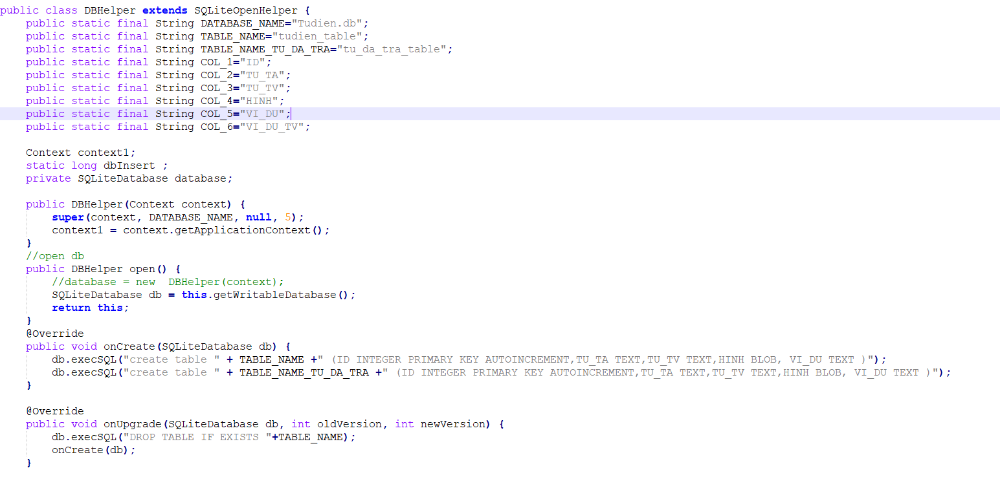 public class DBHelper extends SQLiteOpenHelper {
    public static final String DATABASE_NAME="Tudien.db";
    public static final String TABLE_NAME="tudien_table";
    public static final String TABLE_NAME_TU_DA_TRA="tu_da_tra_table";
    public static final String COL_1="ID";
    public static final String COL_2="TU_TA";
    public static final String COL_3="TU_TV";
    public static final String COL_4="HINH";
    public static final String COL_5="VI_DU";
    public static final String COL_6="VI_DU_TV";

    Context context1;
    static long dbInsert ;
    private SQLiteDatabase database;

    public DBHelper(Context context) {
        super(context, DATABASE_NAME, null, 5);
        context1 = context.getApplicationContext();
    }
    //open db
    public DBHelper open() {
        //database = new  DBHelper(context);
        SQLiteDatabase db = this.getWritableDatabase();
        return this;
    }
    @Override
    public void onCreate(SQLiteDatabase db) {
        db.execSQL("create table " + TABLE_NAME +" (ID INTEGER PRIMARY KEY AUTOINCREMENT,TU_TA TEXT,TU_TV TEXT,HINH BLOB, VI_DU TEXT )");
        db.execSQL("create table " + TABLE_NAME_TU_DA_TRA +" (ID INTEGER PRIMARY KEY AUTOINCREMENT,TU_TA TEXT,TU_TV TEXT,HINH BLOB, VI_DU TEXT )");
    }

    @Override
    public void onUpgrade(SQLiteDatabase db, int oldVersion, int newVersion) {
        db.execSQL("DROP TABLE IF EXISTS "+TABLE_NAME);
        onCreate(db);
    }